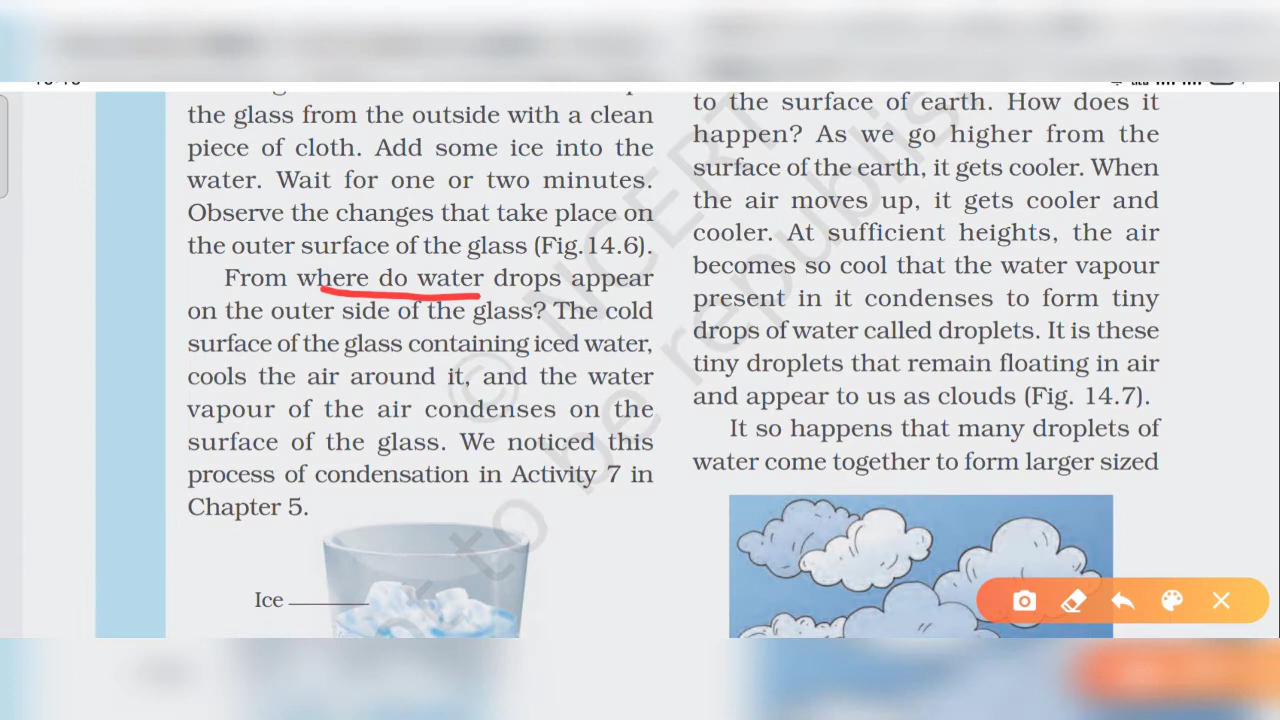 the glass from the outside with a clean
piece of cloth. Add some ice into the
water. Wait for one or two minutes.
Observe the changes that take place on
the outer surface of the glass (Fig.14.6).
From where do water drops appear
on the outer side of the glass? The cold
surface of the glass containing iced water,
cools the air around it, and the water
vapour of the air condenses on the
surface of the glass. We noticed this
process of condensation in Activity 7 in
Chapter 5.
Ice
to the surface of earth. How does it
happen? As we go higher from the
surface of the earth, it gets cooler. When
the air moves up, it gets cooler and
cooler. At sufficient heights, the air
becomes so cool that the water vapour
present in it condenses to form tiny
drops of water called droplets. It is these
tiny droplets that remain floating in air
and appear to us as clouds (Fig. 14.7).
It so happens that many droplets of
water come together to form larger sized
© NCERT
to be republis